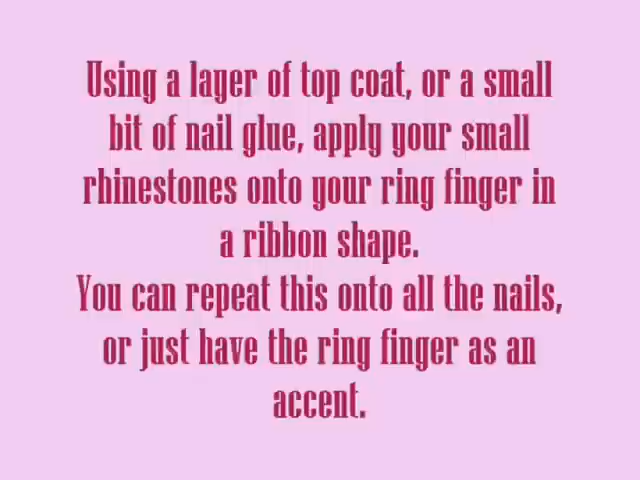 Using a layer of top coat, or a small
bit of nail glue, apply your small
rhinestones onto your ring finger in
a ribbon shape.
You can repeat this onto all the nails,
or just have the ring finger as an
accent.